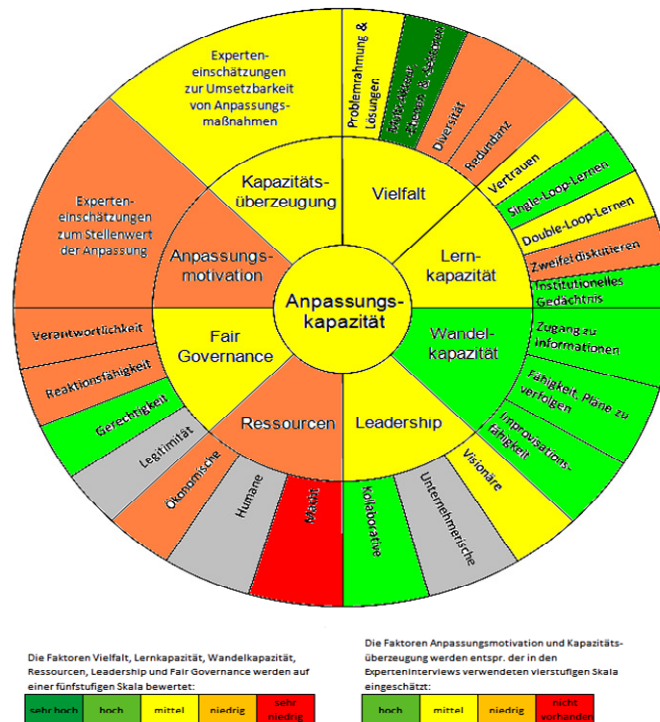 Experten-
einschätzungen
zur Umsetzbarkeit
von Anpassungs-
maßnahmen
Problemrahmung &
Lösungen
Diversität
Redundanz
Vertrauen
Single-Loop-Lernen
Double-Loop-Lernen
Zweifel diskutieren
Institutionelles
Gedächtnis
Zugang zu
Informationen
Fähigkeit, Pläne zu
verfolgen
Improvisations-
fähigkeit
Visionäre
Unternehmerische
Kollaborative
Macht
Humane
Ökonomische
Legitimität
Gerechtigkeit
Reaktionsfähigkeit
Verantwortlichkeit
Experten-
einschätzungen
zum Stellenwert
der Anpassung
Kapazitäts-
überzeugung
Vielfalt
Lern-
kapazität
Wandel-
kapazität
Leadership
Ressourcen
Fair
Governance
Anpassungs-
motivation
Anpassungs-
kapazität
Die Faktoren Vielfalt, Lernkapazität, Wandelkapazität,
Ressourcen, Leadership und Fair Governance werden auf
einer fünfstufigen Skala bewertet:
sehr hoch
hoch
mittel
niedrig
sehr
niedrig
Die Faktoren Anpassungsmotivation und Kapazitäts-
überzeugung werden entspr. der in den
Experteninterviews verwendeten vierstufigen Skala
eingeschätzt:
hoch
mittel
niedrig
nicht
vorhanden